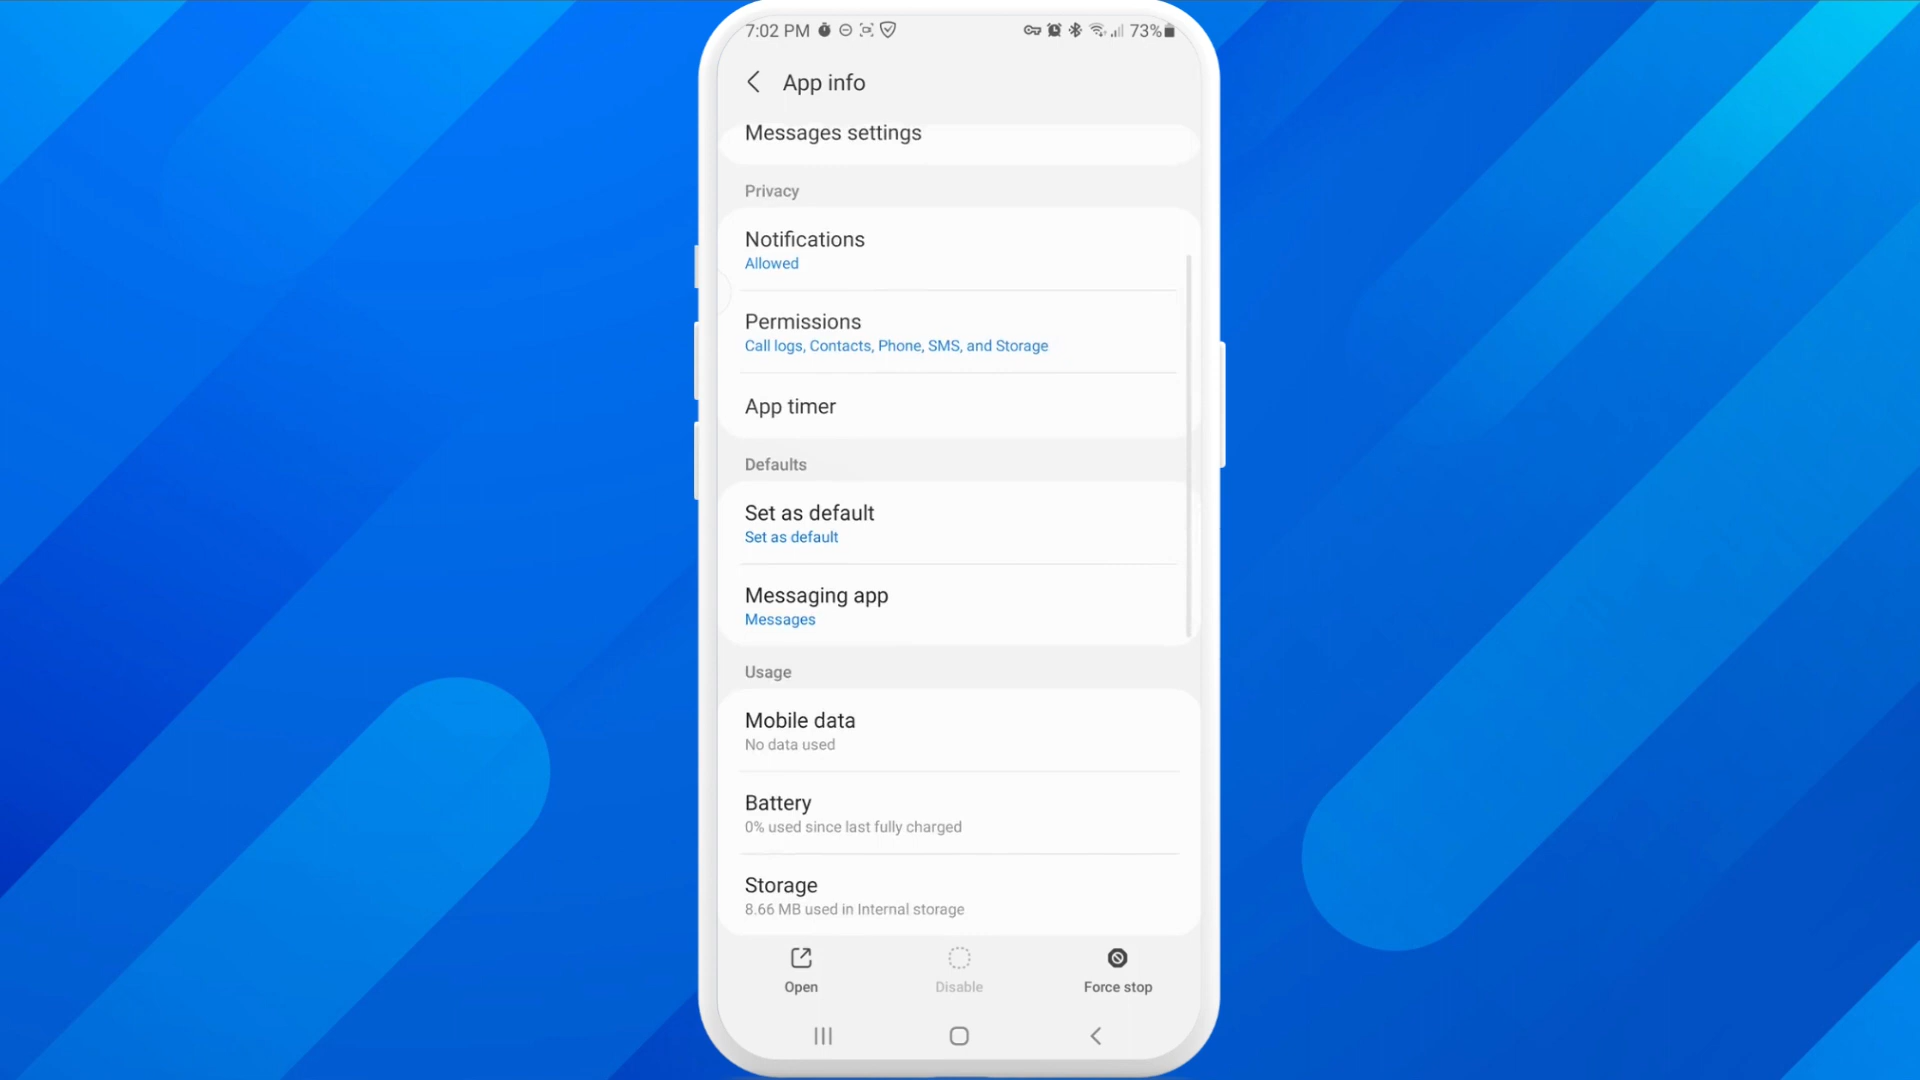 7:02 PM 73%
App info
Messages settings
Privacy
Notifications
Allowed
Permissions
Call logs, Contacts, Phone, SMS, and Storage
App timer
Defaults
Set as default
Set as default
Messaging app
Messages
Usage
Mobile data
No data used
Battery
0% used since last fully charged
Storage
8.66 MB used in Internal storage
Open Disable Force stop